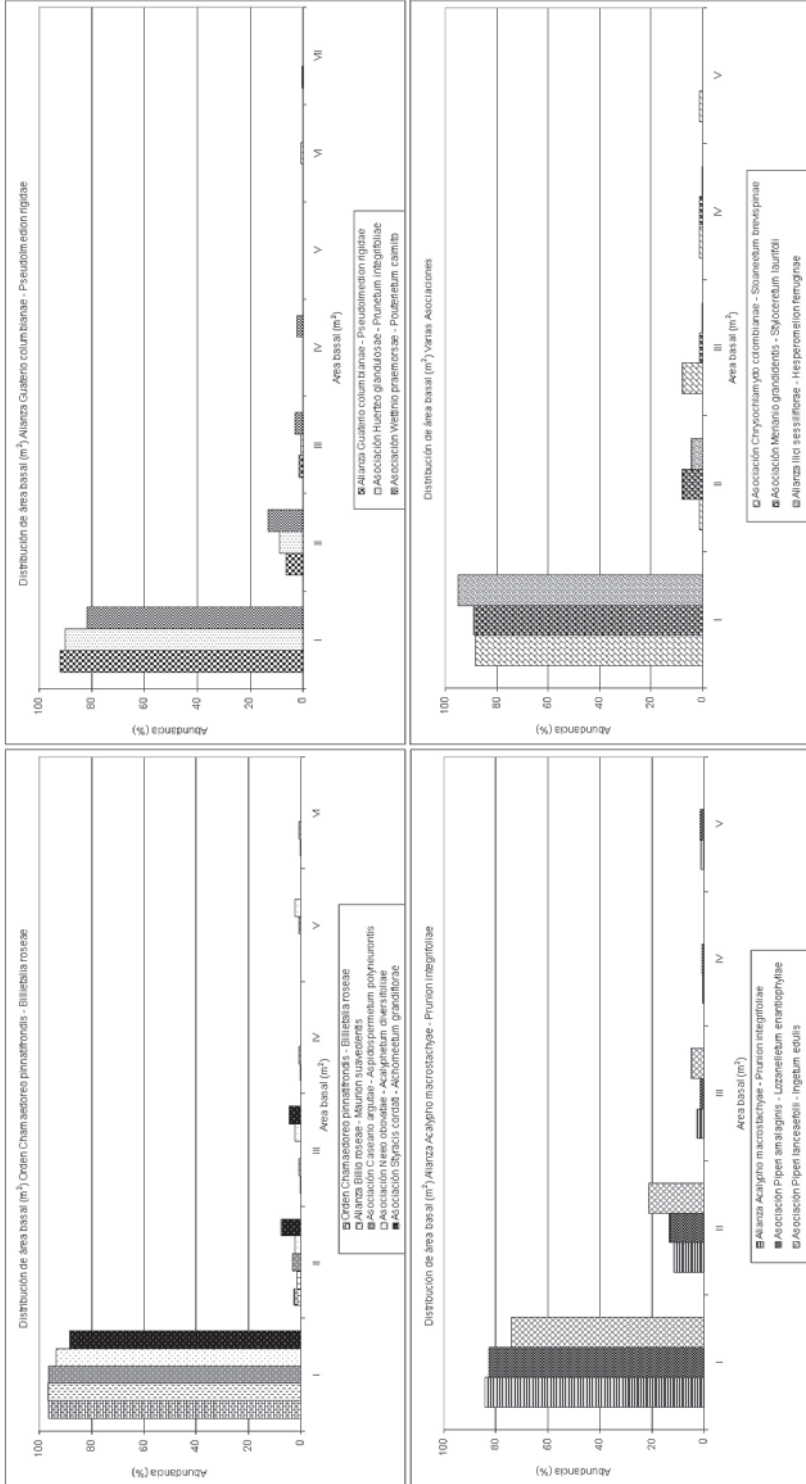 Distribución de área basal (m²) Orden Chamaedoreo pinnatifrondis - Billietalia roseae
Abundancia (%)
100
80
60
40
20
0
I
II
III
IV
V
VI
Area basal (m²)
Orden Chamaedoreo pinnatifrondis - Billietalia roseae
Alianza Billio roseae - Maurion suaveolentis
Asociación Caseario argutae - Aspidospermetum polyneurontis
Asociación Neeo obovatae - Acalyphetum diversifoliae
Asociación Styracis cordati - Alchorneetum grandiflorae
Distribución de área basal (m²) Alianza Guaterio columbianae - Pseudolmedion rigidae
Abundancia (%)
100
80
60
40
20
0
I
II
III
IV
V
VI
VII
Area basal (m²)
Alianza Guaterio columbianae - Pseudolmedion rigidae
Asociación Huerteo glandulosae - Prunetum integrifoliae
Asociación Wettinio praemorsae - Pouterietum caimito
Distribución de área basal (m²) Alianza Acalypho macrostachyae - Prunion integrifoliae
Abundancia (%)
100
80
60
40
20
0
I
II
III
IV
V
Area basal (m²)
Alianza Acalypho macrostachyae - Prunion integrifoliae
Asociación Piperi amalaginis - Lozanelletum enantiophyllae
Asociación Piperi lanceaefolii - Ingetum edulis
Distribución de área basal (m²) Varias Asociaciones
Abundancia (%)
100
80
60
40
20
0
I
II
III
IV
V
Area basal (m²)
Asociación Chrysochlamydo colombianae - Sloaneetum brevispinae
Asociación Merianio grandidentis - Styloceretum laurifoli
Alianza Ilici sessiliflorae - Hesperomelion ferruginae